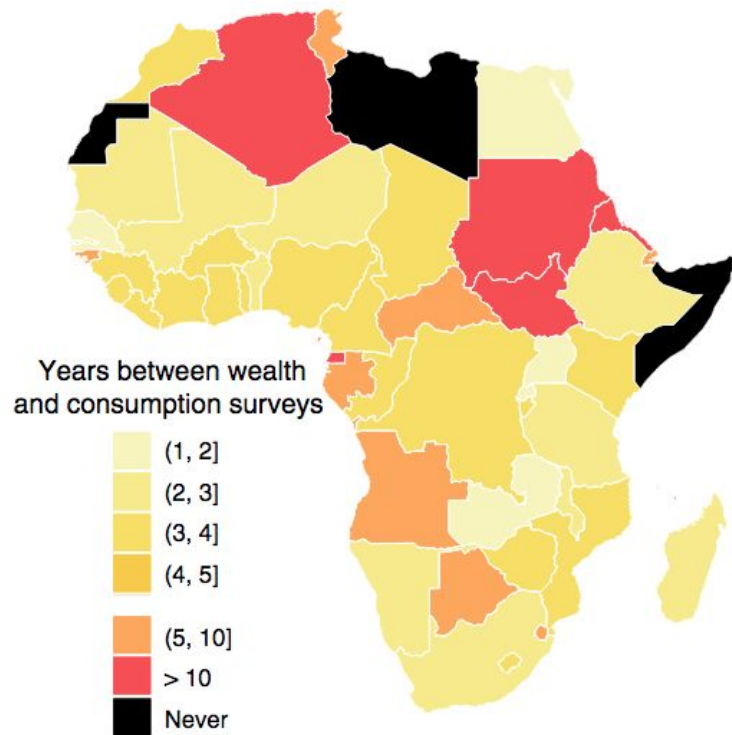 Years between wealth
and consumption surveys
(1, 2]
(2, 3]
(3, 4]
(4, 5]
(5, 10]
> 10
Never